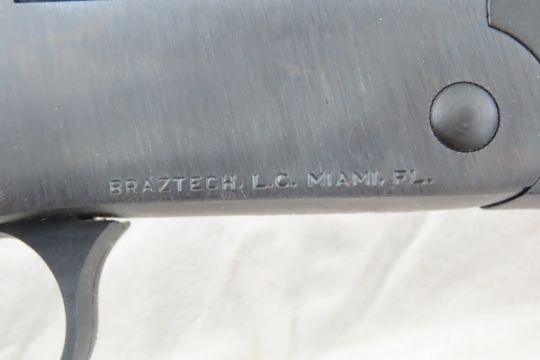 BRAZTECH, L.C. MIAMI, FL.